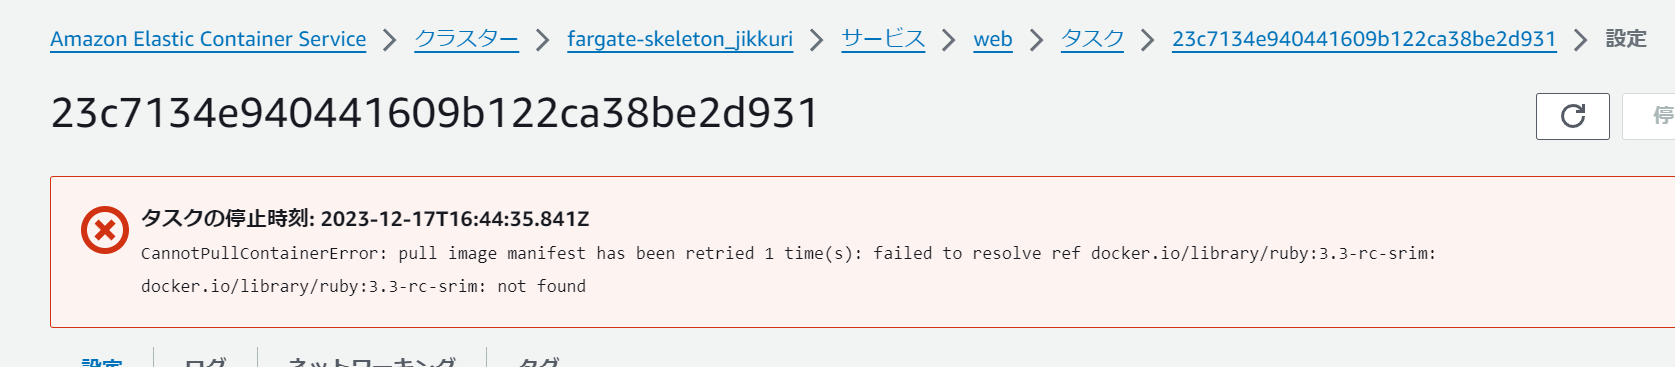 Amazon Elastic Container Service > クラスター > fargate-skeleton_jikkuri > サービス > web > タスク > 23c7134e940441609b122ca38be2d931 > 設定
23c7134e940441609b122ca38be2d931
停
タスクの停止時刻: 2023-12-17T16:44:35.841Z
CannotPullContainerError: pull image manifest has been retried 1 time(s): failed to resolve ref docker.io/library/ruby:3.3-rc-srim:
docker.io/library/ruby:3.3-rc-srim: not found
設定 ログ ネットワーキング タグ